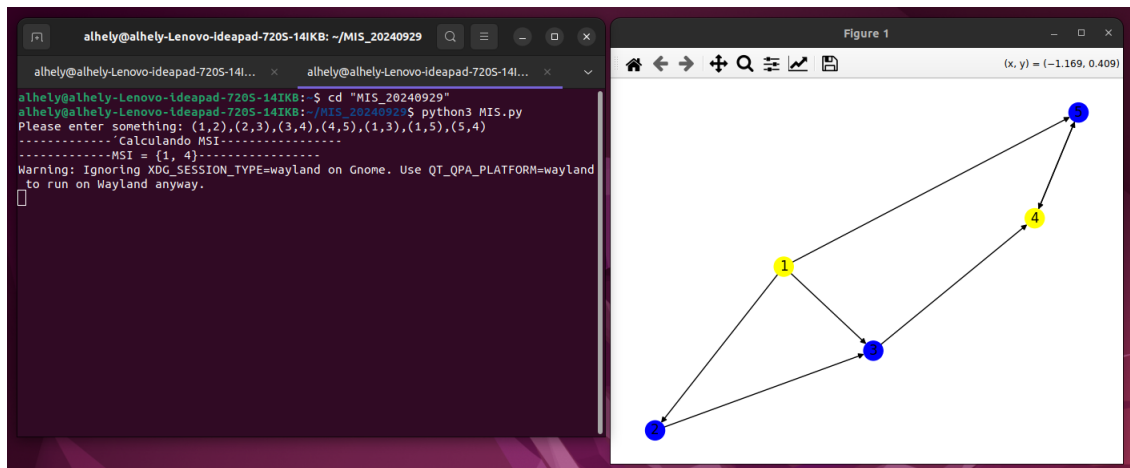 alhely@alhely-Lenovo-ideapad-720S-14IKB: ~/MIS_20240929
alhely@alhely-Lenovo-ideapad-720S-14I... × alhely@alhely-Lenovo-ideapad-720S-14I... ×
alhely@alhely-Lenovo-ideapad-720S-14IKB:~$ cd "MIS_20240929"
alhely@alhely-Lenovo-ideapad-720S-14IKB:~/MIS_20240929$ python3 MIS.py
Please enter something: (1,2),(2,3),(3,4),(4,5),(1,3),(1,5),(5,4)
-------------´Calculando MSI-----------------
-------------MSI = {1, 4}--------------------
Warning: Ignoring XDG_SESSION_TYPE=wayland on Gnome. Use QT_QPA_PLATFORM=wayland
to run on Wayland anyway.
Figure 1
(x, y) = (−1.169, 0.409)
5
4
1
3
2